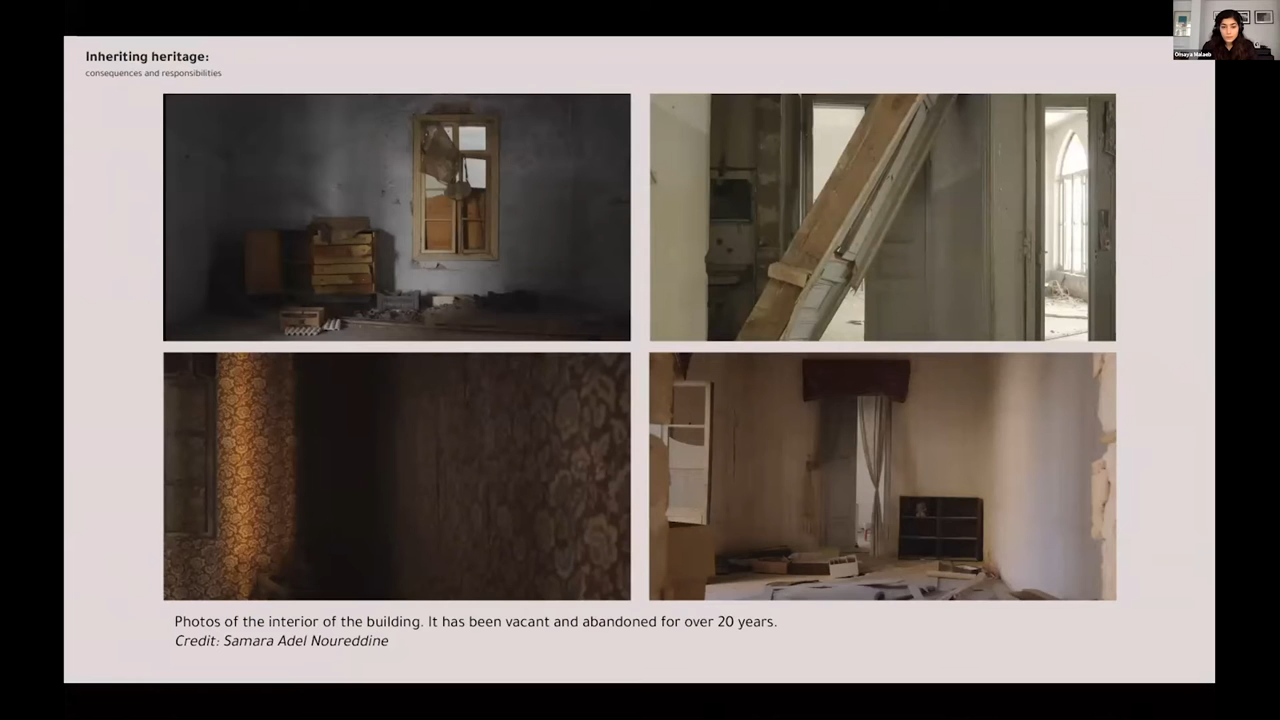 Inheriting heritage:
consequences and responsibilities
Photos of the interior of the building. It has been vacant and abandoned for over 20 years.
Credit: Samara Adel Noureddine
Malaeb